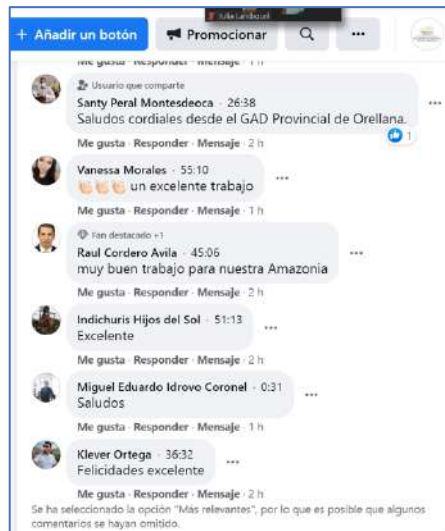 + Añadir un botón
Promocionar
...
Me gusta · Responder · Mensaje · 1 h
Usuario que comparte
Santy Peral Montesdeoca · 26:38
Saludos cordiales desde el GAD Provincial de Orellana.
1
Me gusta · Responder · Mensaje · 2 h
Vanessa Morales · 55:10
👏🏻👏🏻👏🏻 un excelente trabajo
...
Me gusta · Responder · Mensaje · 1 h
Fan destacado +1
Raul Cordero Avila · 45:06
muy buen trabajo para nuestra Amazonia
...
Me gusta · Responder · Mensaje · 2 h
Indichuris Hijos del Sol · 51:13
Excelente
...
Me gusta · Responder · Mensaje · 2 h
Miguel Eduardo Idrovo Coronel · 0:31
Saludos
...
Me gusta · Responder · Mensaje · 1 h
Klever Ortega · 36:32
Felicidades excelente
...
Me gusta · Responder · Mensaje · 2 h
Se ha seleccionado la opción "Más relevantes", por lo que es posible que algunos
comentarios se hayan omitido.